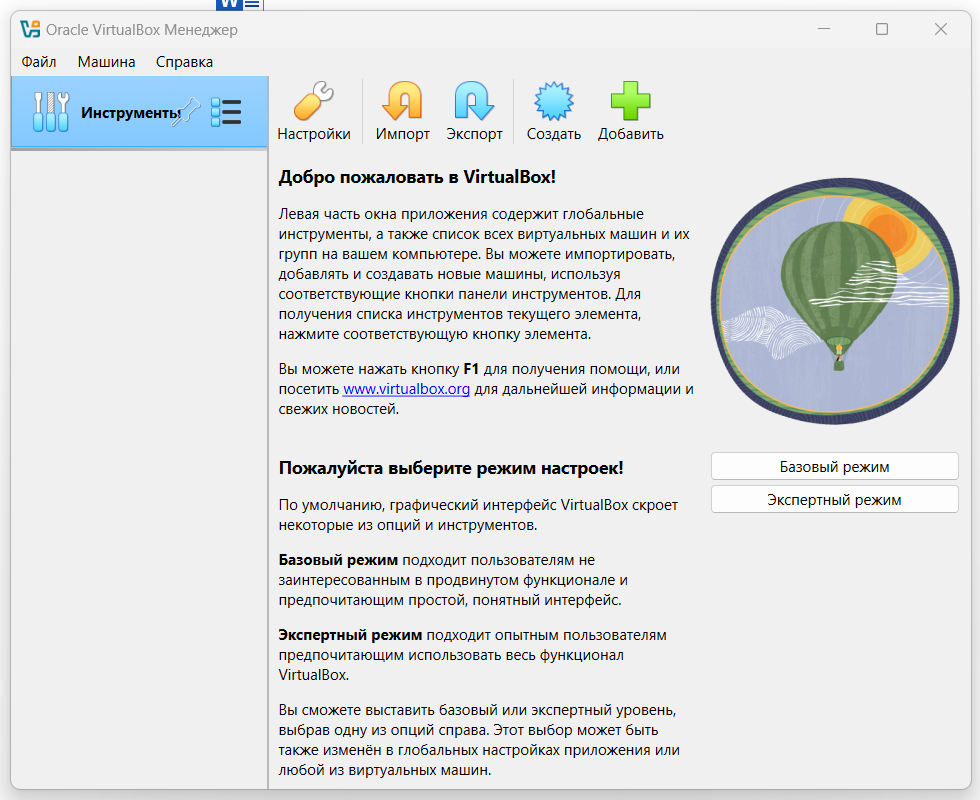 W
Oracle VirtualBox Менеджер
Файл Машина Справка
Инструменты
Настройки Импорт Экспорт Создать Добавить
Добро пожаловать в VirtualBox!
Левая часть окна приложения содержит глобальные
инструменты, а также список всех виртуальных машин и их
групп на вашем компьютере. Вы можете импортировать,
добавлять и создавать новые машины, используя
соответствующие кнопки панели инструментов. Для
получения списка инструментов текущего элемента,
нажмите соответствующую кнопку элемента.
Вы можете нажать кнопку F1 для получения помощи, или
посетить www.virtualbox.org для дальнейшей информации и
свежих новостей.
Пожалуйста выберите режим настроек!
По умолчанию, графический интерфейс VirtualBox скроет
некоторые из опций и инструментов.
Базовый режим подходит пользователям не
заинтересованным в продвинутом функционале и
предпочитающим простой, понятный интерфейс.
Экспертный режим подходит опытным пользователям
предпочитающим использовать весь функционал
VirtualBox.
Вы сможете выставить базовый или экспертный уровень,
выбрав одну из опций справа. Этот выбор может быть
также изменён в глобальных настройках приложения или
любой из виртуальных машин.
Базовый режим
Экспертный режим